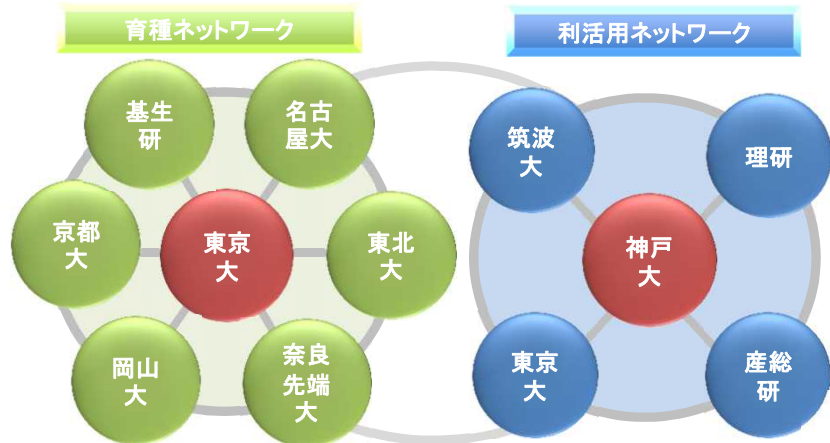 育種ネットワーク
利活用ネットワーク
基生
研
名古
屋大
京都
大
東京
大
東北
大
岡山
大
奈良
先端
大
筑波
大
理研
神戸
大
東京
大
産総
研